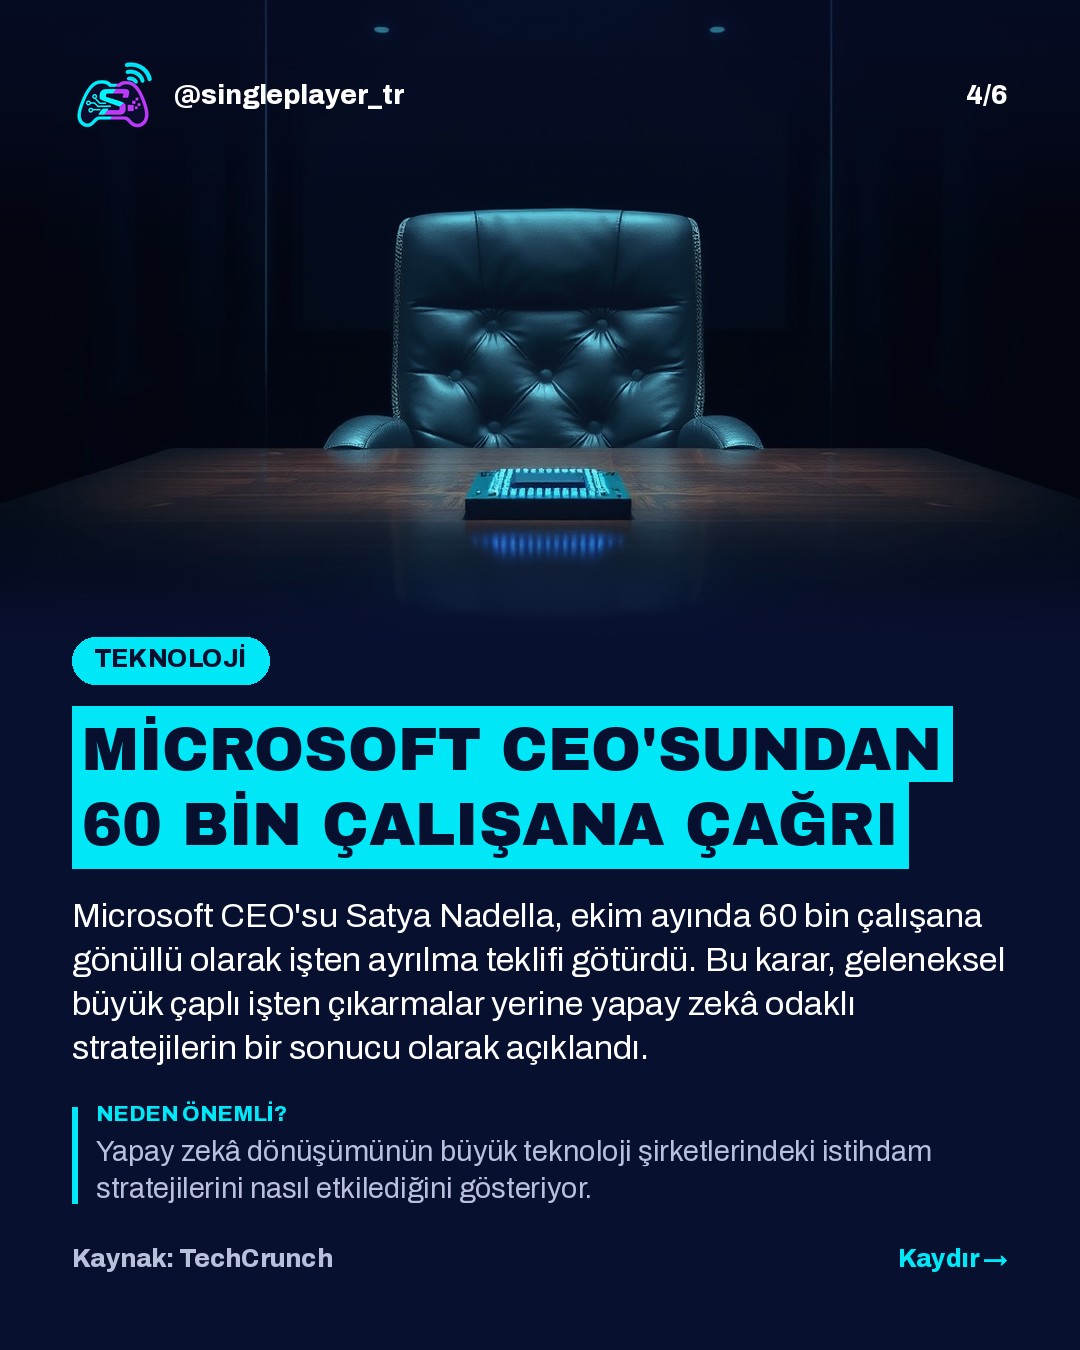 @singleplayer_tr
4/6
TEKNOLOJİ
MİCROSOFT CEO'SUNDAN
60 BİN ÇALIŞANA ÇAĞRI
Microsoft CEO'su Satya Nadella, ekim ayında 60 bin çalışana
gönüllü olarak işten ayrılma teklifi götürdü. Bu karar, geleneksel
büyük çaplı işten çıkarmalar yerine yapay zekâ odaklı
stratejilerin bir sonucu olarak açıklandı.
NEDEN ÖNEMLİ?
Yapay zekâ dönüşümünün büyük teknoloji şirketlerindeki istihdam
stratejilerini nasıl etkilediğini gösteriyor.
Kaynak: TechCrunch
Kaydır→